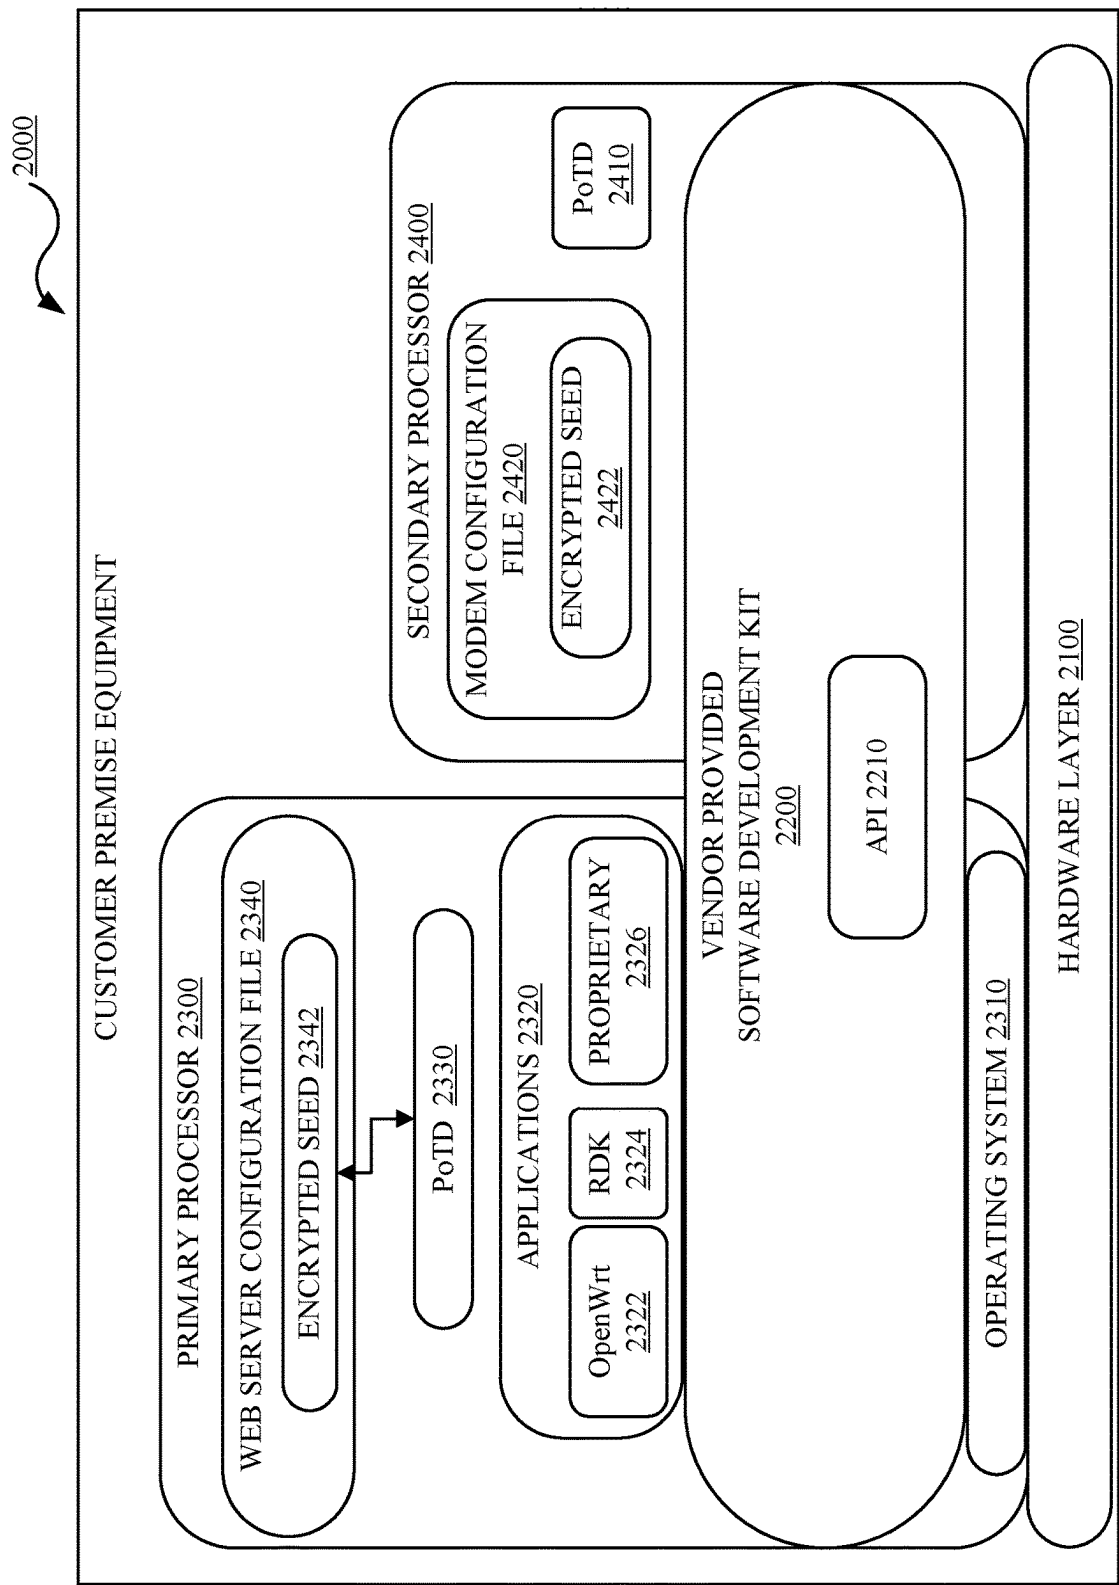 2000
CUSTOMER PREMISE EQUIPMENT
PRIMARY PROCESSOR 2300
WEB SERVER CONFIGURATION FILE 2340
ENCRYPTED SEED 2342
PoTD 2330
APPLICATIONS 2320
OpenWrt
2322
RDK
2324
PROPRIETARY
2326
SECONDARY PROCESSOR 2400
MODEM CONFIGURATION
FILE 2420
ENCRYPTED SEED
2422
PoTD
2410
VENDOR PROVIDED
SOFTWARE DEVELOPMENT KIT
2200
API 2210
OPERATING SYSTEM 2310
HARDWARE LAYER 2100